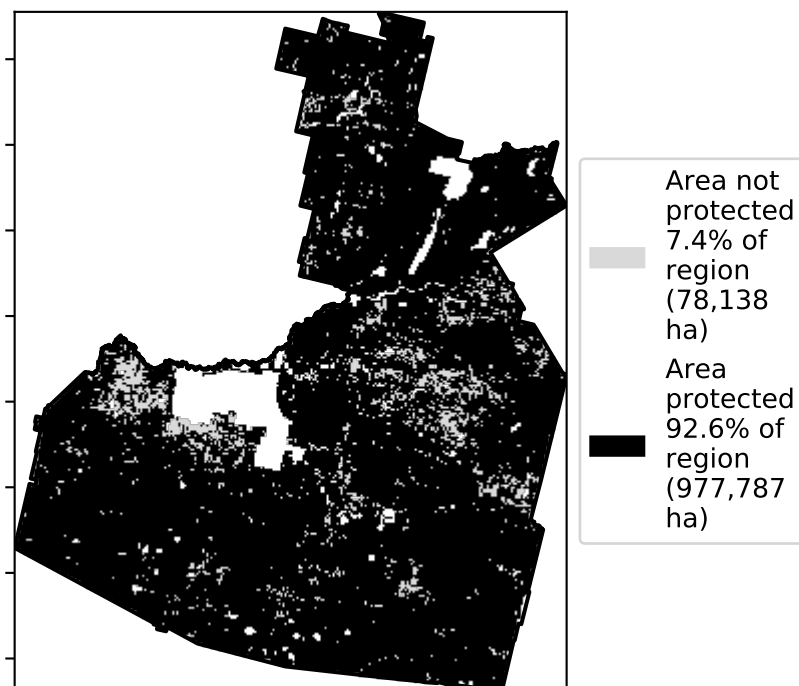 Area not
protected
7.4% of
region
(78,138
ha)
Area
protected
92.6% of
region
(977,787
ha)